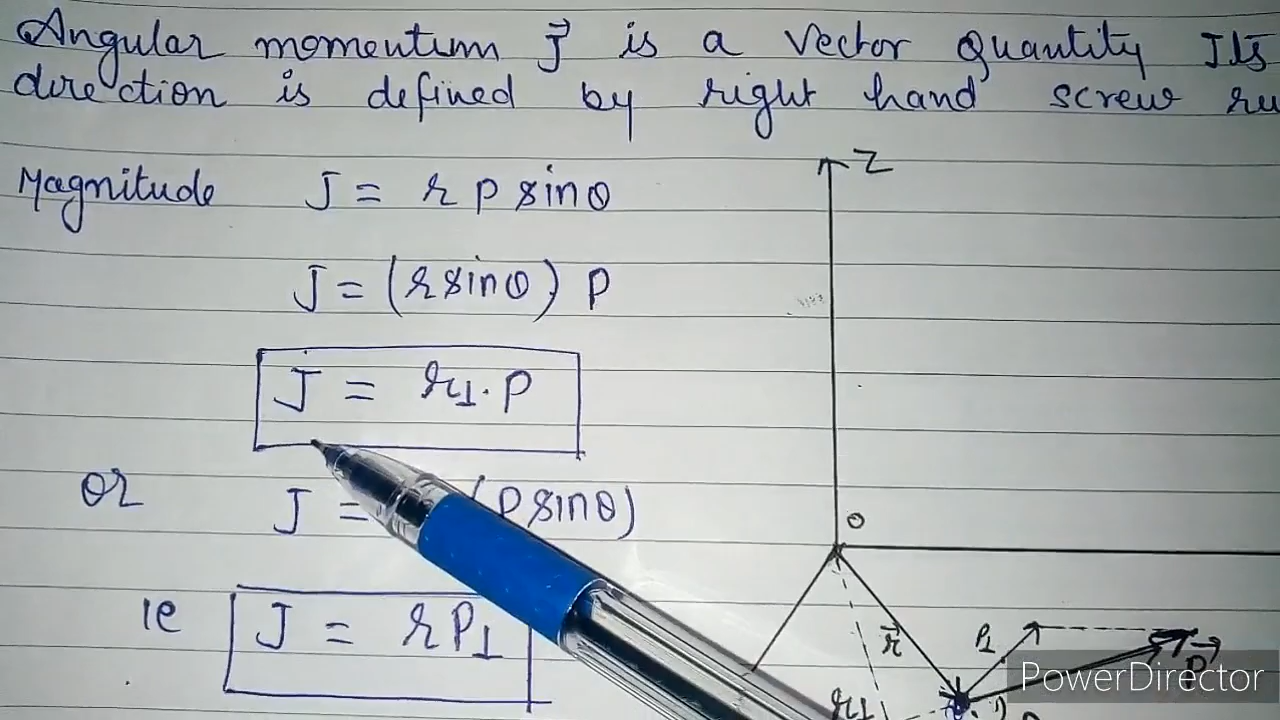 Angular momentum J⃗ is a vector quantity Its
direction is defined by right hand screw ru
Magnitude J = r p sinθ
J = (r sinθ) p
J = r⊥ . p
or J = (p sinθ)
ie J = r P⊥
Z
O
r⃗
P⊥
P⃗
r⊥
PowerDirector